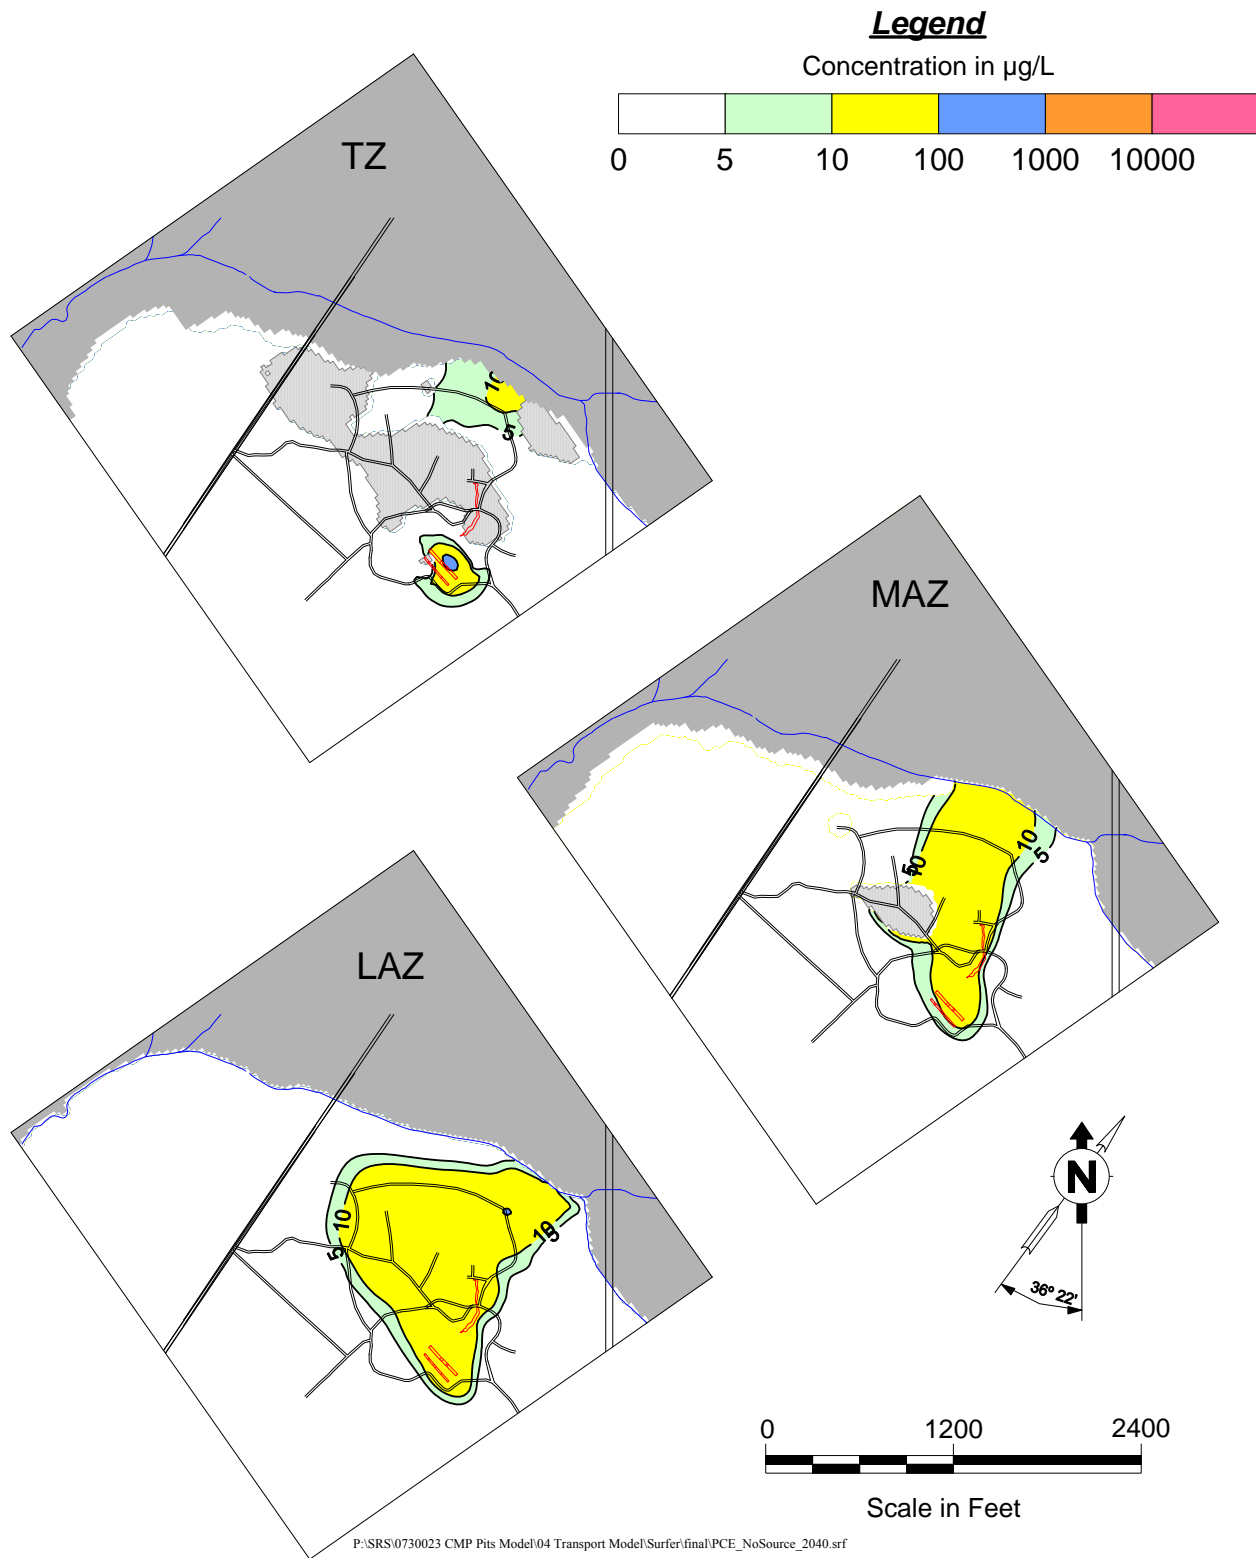 Legend
Concentration in µg/L
0 5 10 100 1000 10000
TZ
10
5
MAZ
10
5
5
10
LAZ
10
5
10
5
N
36° 22'
0 1200 2400
Scale in Feet
P:\SRS\0730023 CMP Pits Model\04 Transport Model\Surfer\final\PCE_NoSource_2040.srf